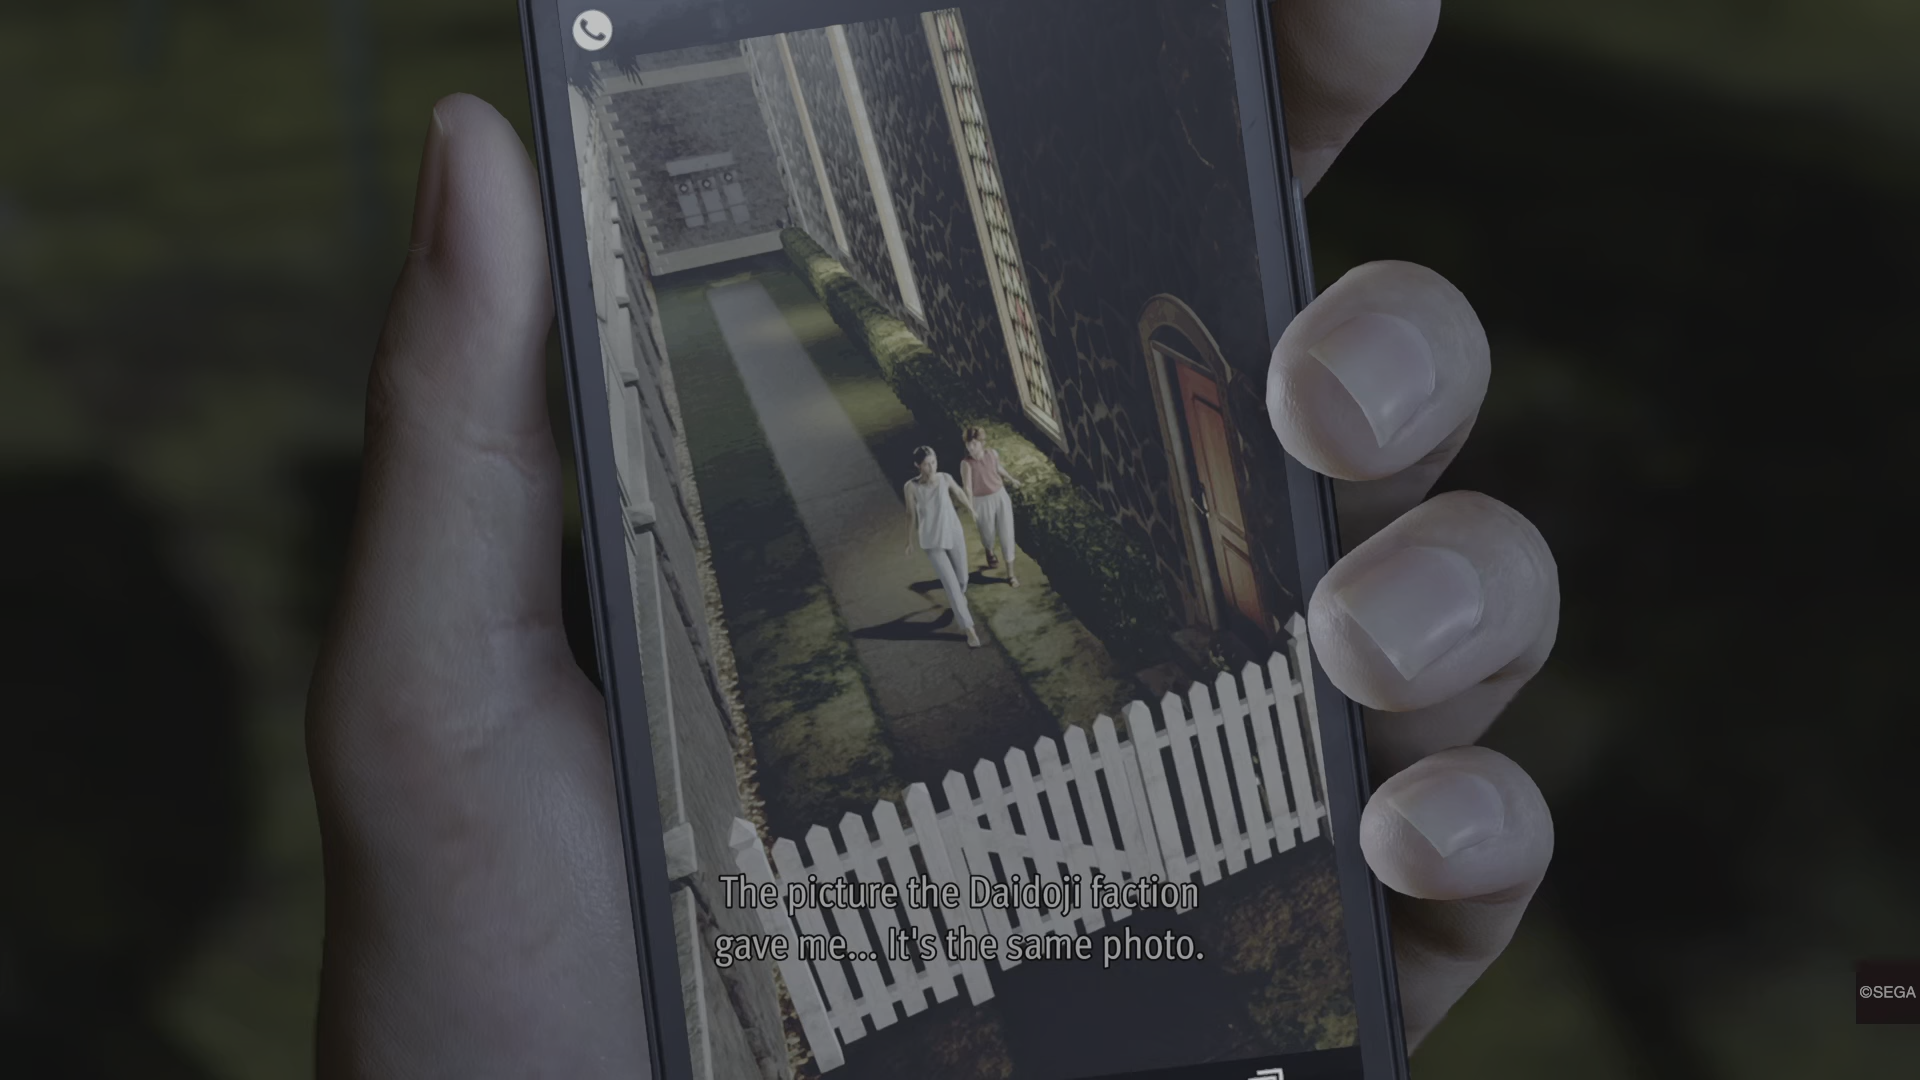 The picture the Daidoji faction
gave me... It's the same photo.
©SEGA